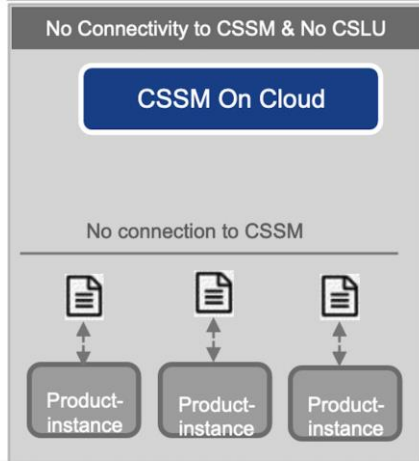 No Connectivity to CSSM & No CSLU
CSSM On Cloud
No connection to CSSM
Product-
instance
Product-
instance
Product-
instance